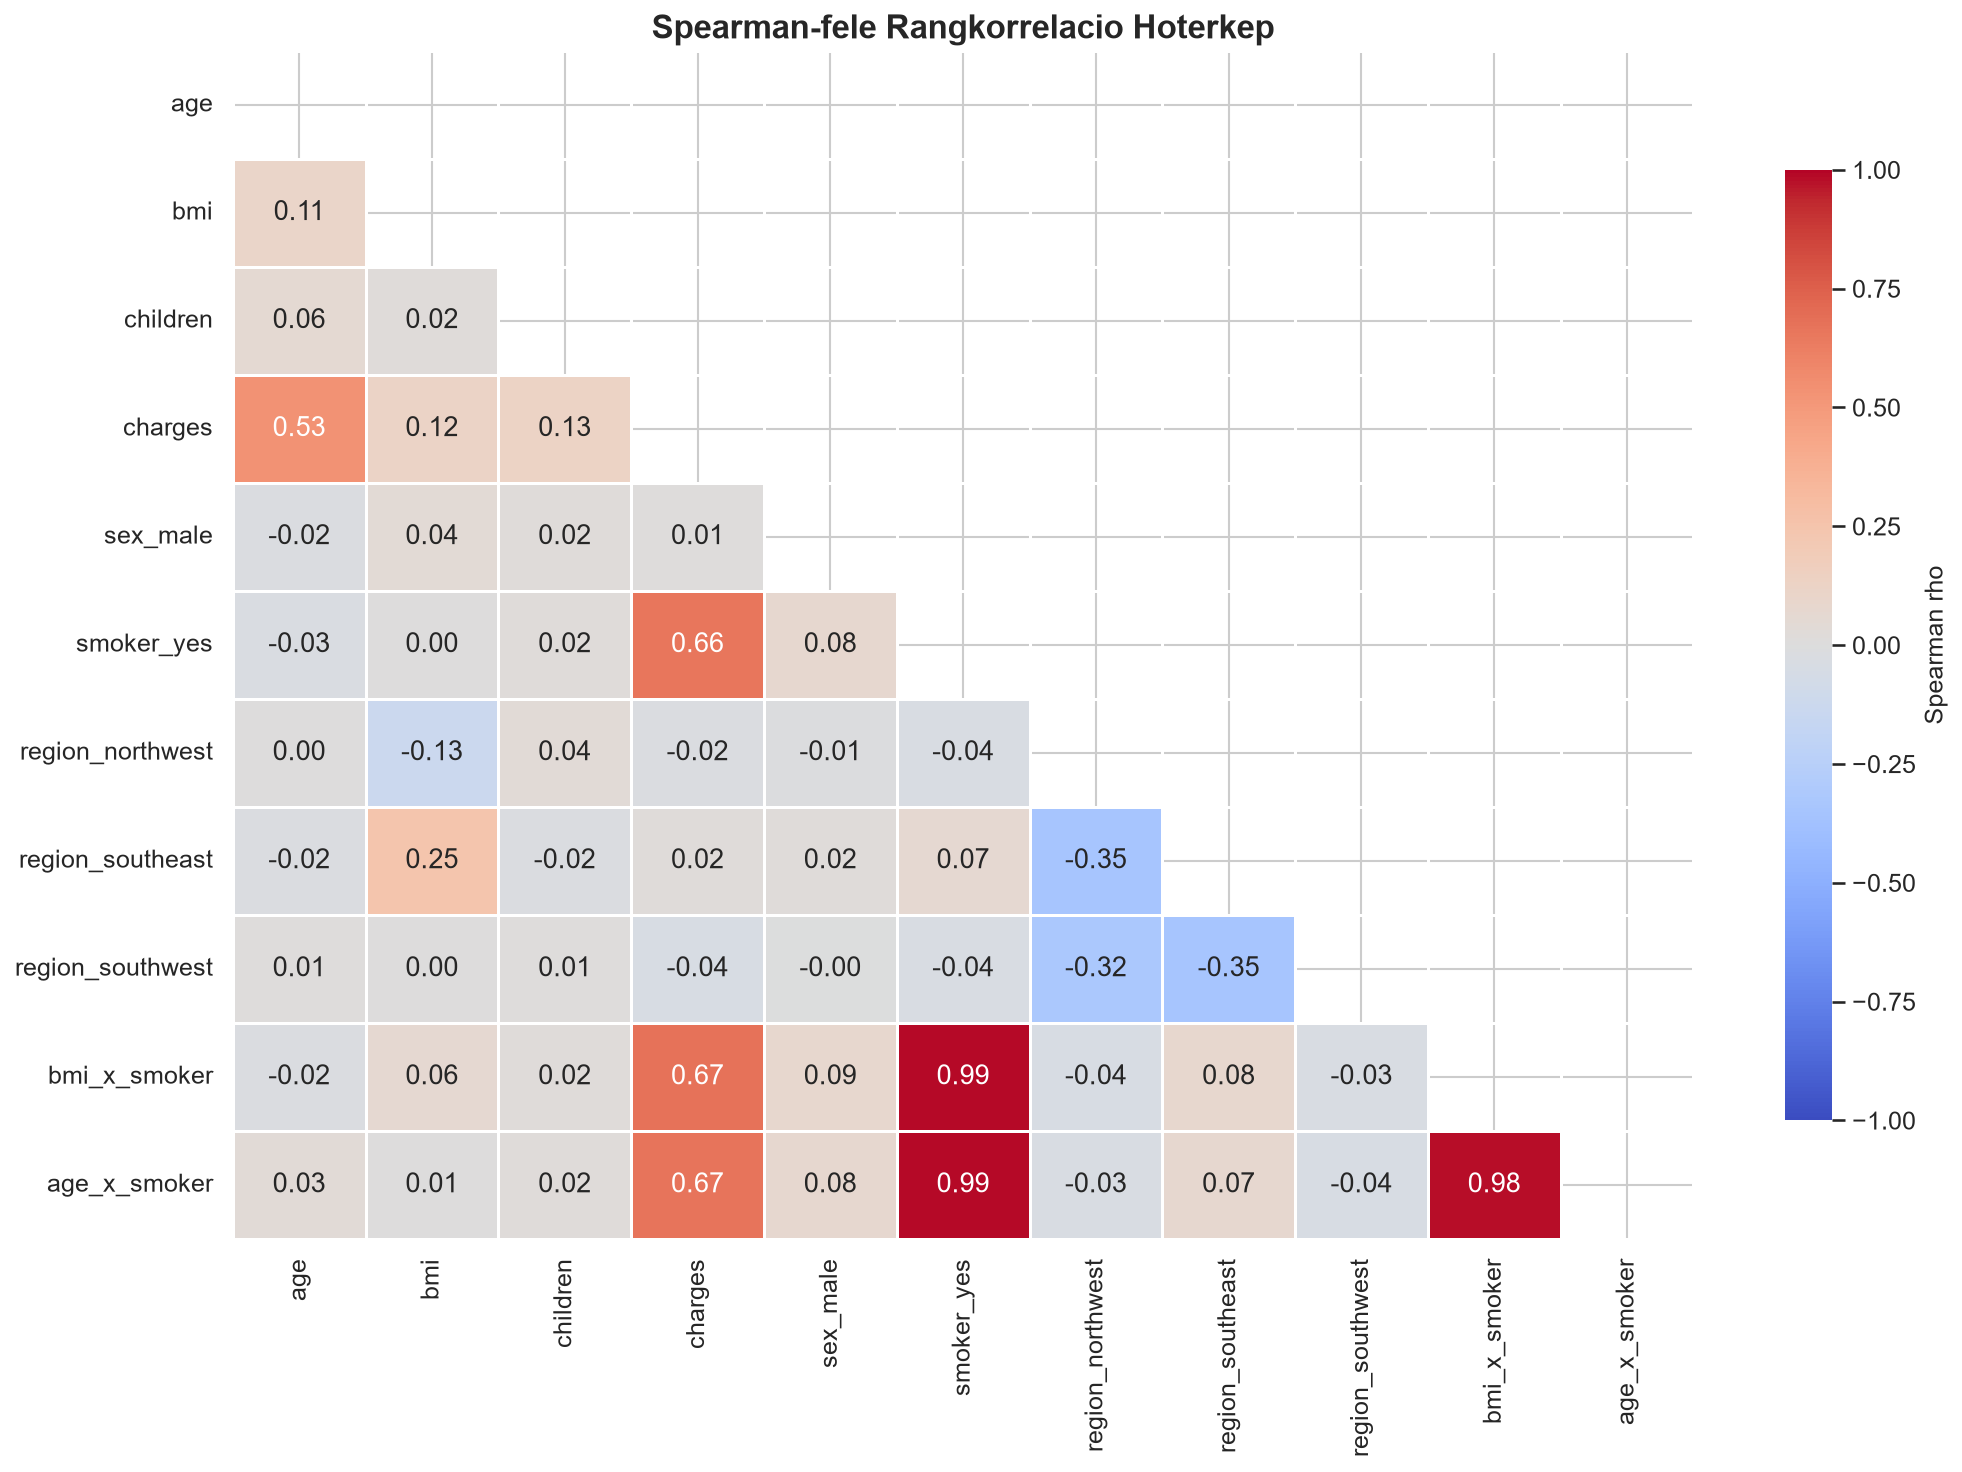 Spearman-fele Rangkorrelacio Hoterkep
age
bmi 0.11
children 0.06 0.02
charges 0.53 0.12 0.13
sex_male -0.02 0.04 0.02 0.01
smoker_yes -0.03 0.00 0.02 0.66 0.08
region_northwest 0.00 -0.13 0.04 -0.02 -0.01 -0.04
region_southeast -0.02 0.25 -0.02 0.02 0.02 0.07 -0.35
region_southwest 0.01 0.00 0.01 -0.04 -0.00 -0.04 -0.32 -0.35
bmi_x_smoker -0.02 0.06 0.02 0.67 0.09 0.99 -0.04 0.08 -0.03
age_x_smoker 0.03 0.01 0.02 0.67 0.08 0.99 -0.03 0.07 -0.04 0.98
age
bmi
children
charges
sex_male
smoker_yes
region_northwest
region_southeast
region_southwest
bmi_x_smoker
age_x_smoker
1.00
0.75
0.50
0.25
0.00
−0.25
−0.50
−0.75
−1.00
Spearman rho